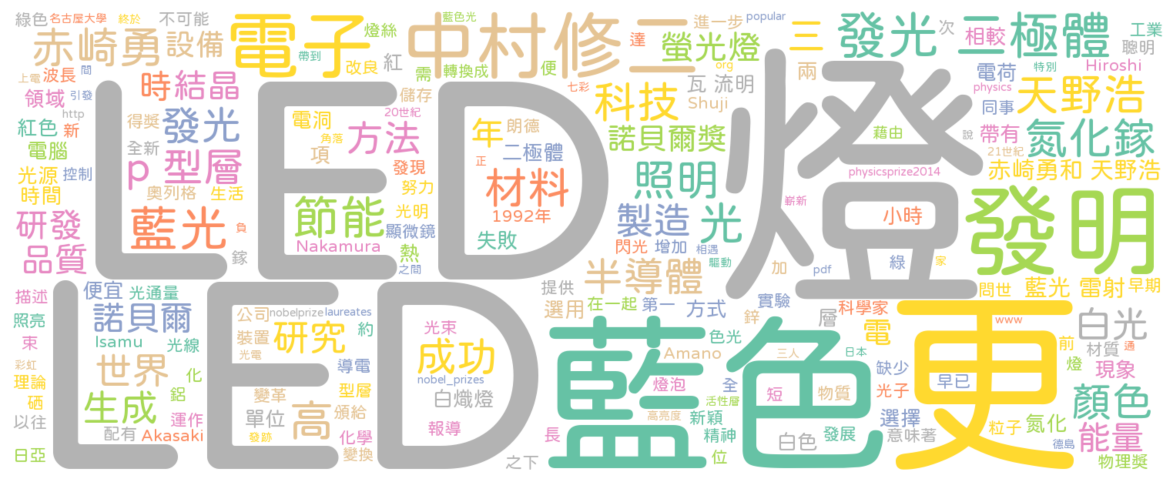 綠色 名古屋大學 終於 不可能 藍色光 進一步 popular 次 工業
赤崎勇 設備 電子 帶到 燈絲 改良 中村修二 螢光燈 達 三 發光二極體 相較 聰明
上電 波長 間 時 結晶 紅 需 轉換成 便 瓦 流明 org 兩 電荷 特別 Hiroshi
領域 引發 儲存 七彩 Shuji 科技 同事 physics 天野浩
紅色 新 http 得獎 發光 20世紀 電洞 角落 方法 年 朗德 諾貝爾獎 藉由 帶有 21世紀 說 氮化鎵
電腦 全新 p 型層 項 正 發現 二極體 照明 physicsprize2014 赤崎勇和 天野浩
光源 控制 奧列格 生活 努力 材料 嶄新
時間 研發 藍光 負 節能 光明 顯微鏡 1992年 製造 光 小時 發明
品質 鎵 Nakamura 熱 之間 失敗 閃光 增加 相遇 驅動 綠 家
LED 燈
描述 便宜 光通量 提供 半導體 加 pdf 問世 藍光 雷射 早期
照亮 諾貝爾 公司 nobelprize laureates 選用 在一起 第一 方式 實驗 科學家
束 Isamu 光線 裝置 研究 約 光束 成功 鋅 層 電 www 前 白光
彩虹 世界 光電 導電 Amano 色光 三人 日本 缺少 燈 材質 通
理論 化 變革 型層 nobel_prizes 燈泡 全 短 物質 光子 早已 現象
硒 生成 鋁 單位 高 頒給 白熾燈 新穎 活性層 選擇 顏色
以往 運作 發跡 高亮度 精神 發展 粒子 氮化 能量
配有 Akasaki 化學 報導 長 白色 意味著 德島
日亞 變換 之下 位 物理獎
LED 藍色 更